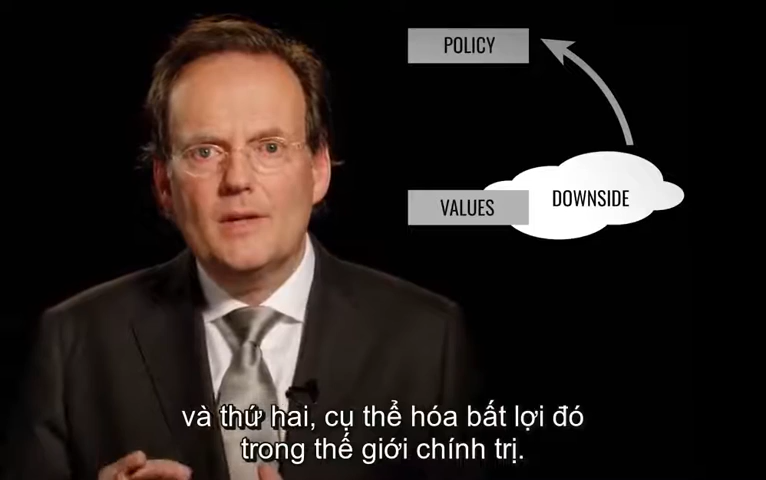 POLICY
VALUES
DOWNSIDE
và thứ hai, cụ thể hóa bất lợi đó
trong thế giới chính trị.